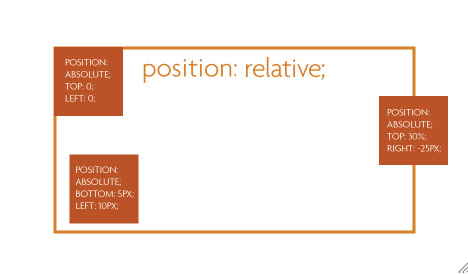 position: relative;
POSITION:
ABSOLUTE;
TOP: 0;
LEFT: 0;
POSITION:
ABSOLUTE;
TOP: 30%;
RIGHT: -25PX;
POSITION:
ABSOLUTE;
BOTTOM: 5PX;
LEFT: 10PX;